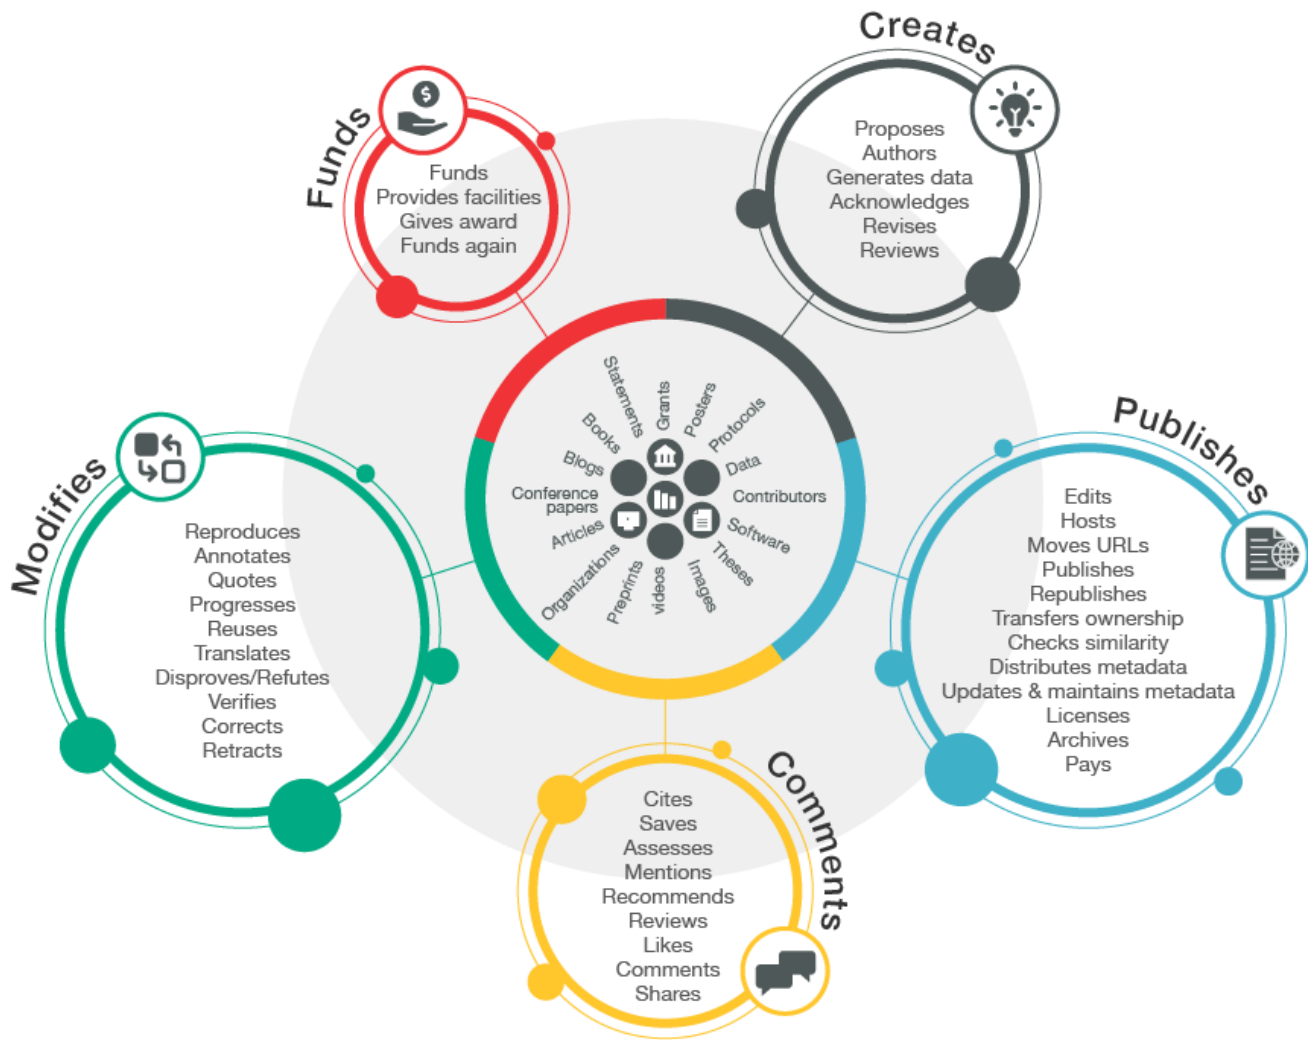 Funds
Funds
Provides facilities
Gives award
Funds again
Creates
Proposes
Authors
Generates data
Acknowledges
Revises
Reviews
Publishes
Edits
Hosts
Moves URLs
Publishes
Republishes
Transfers ownership
Checks similarity
Distributes metadata
Updates & maintains metadata
Licenses
Archives
Pays
Comments
Cites
Saves
Assesses
Mentions
Recommends
Reviews
Likes
Comments
Shares
Modifies
Reproduces
Annotates
Quotes
Progresses
Reuses
Translates
Disproves/Refutes
Verifies
Corrects
Retracts
Statements
Grants
Posters
Protocols
Data
Contributors
Software
Theses
Images
videos
Preprints
Organizations
Articles
Conference
papers
Blogs
Books
$